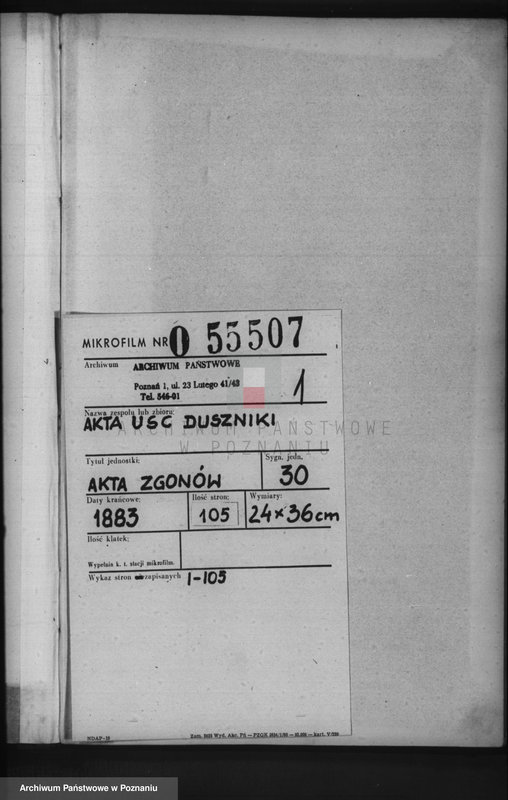 MIKROFILM NR 0 55507
Archiwum ARCHIWUM PAŃSTWOWE
Poznań 1, ul. 23 Lutego 41/43
Tel. 546-01
1
Nazwa zespołu lub zbioru:
AKTA USC DUSZNIKI
ARCHIWUM PAŃSTWOWE
W POZNANIU
Tytuł jednostki: Sygn. jedn.
AKTA ZGONÓW 30
Daty krańcowe: Ilość stron: Wymiary:
1883 105 24×36cm
Ilość klatek:
Wypełnia k. t. stacji mikrofilm.
Wykaz stron zapisanych 1-105
NDAP-19
Archiwum Państwowe w Poznaniu